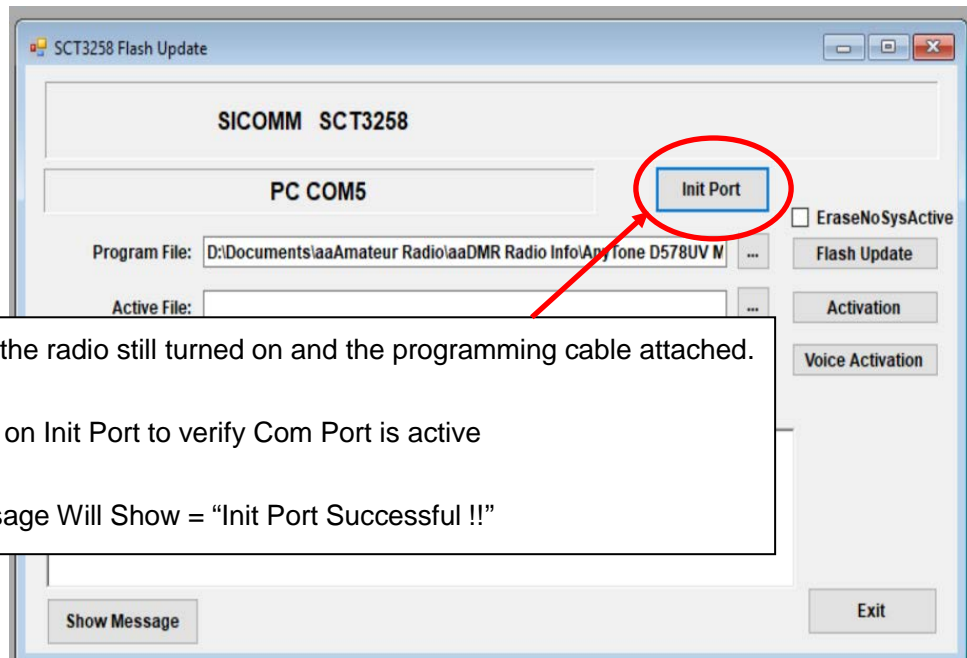 SCT3258 Flash Update
SICOMM SCT3258
PC COM5
Init Port
EraseNoSysActive
Program File: D:\Documents\aaAmateur Radio\aaDMR Radio Info\AnyTone D578UV M ... Flash Update
Active File: ... Activation
the radio still turned on and the programming cable attached.
Voice Activation
on Init Port to verify Com Port is active
sage Will Show = “Init Port Successful !!”
Show Message
Exit